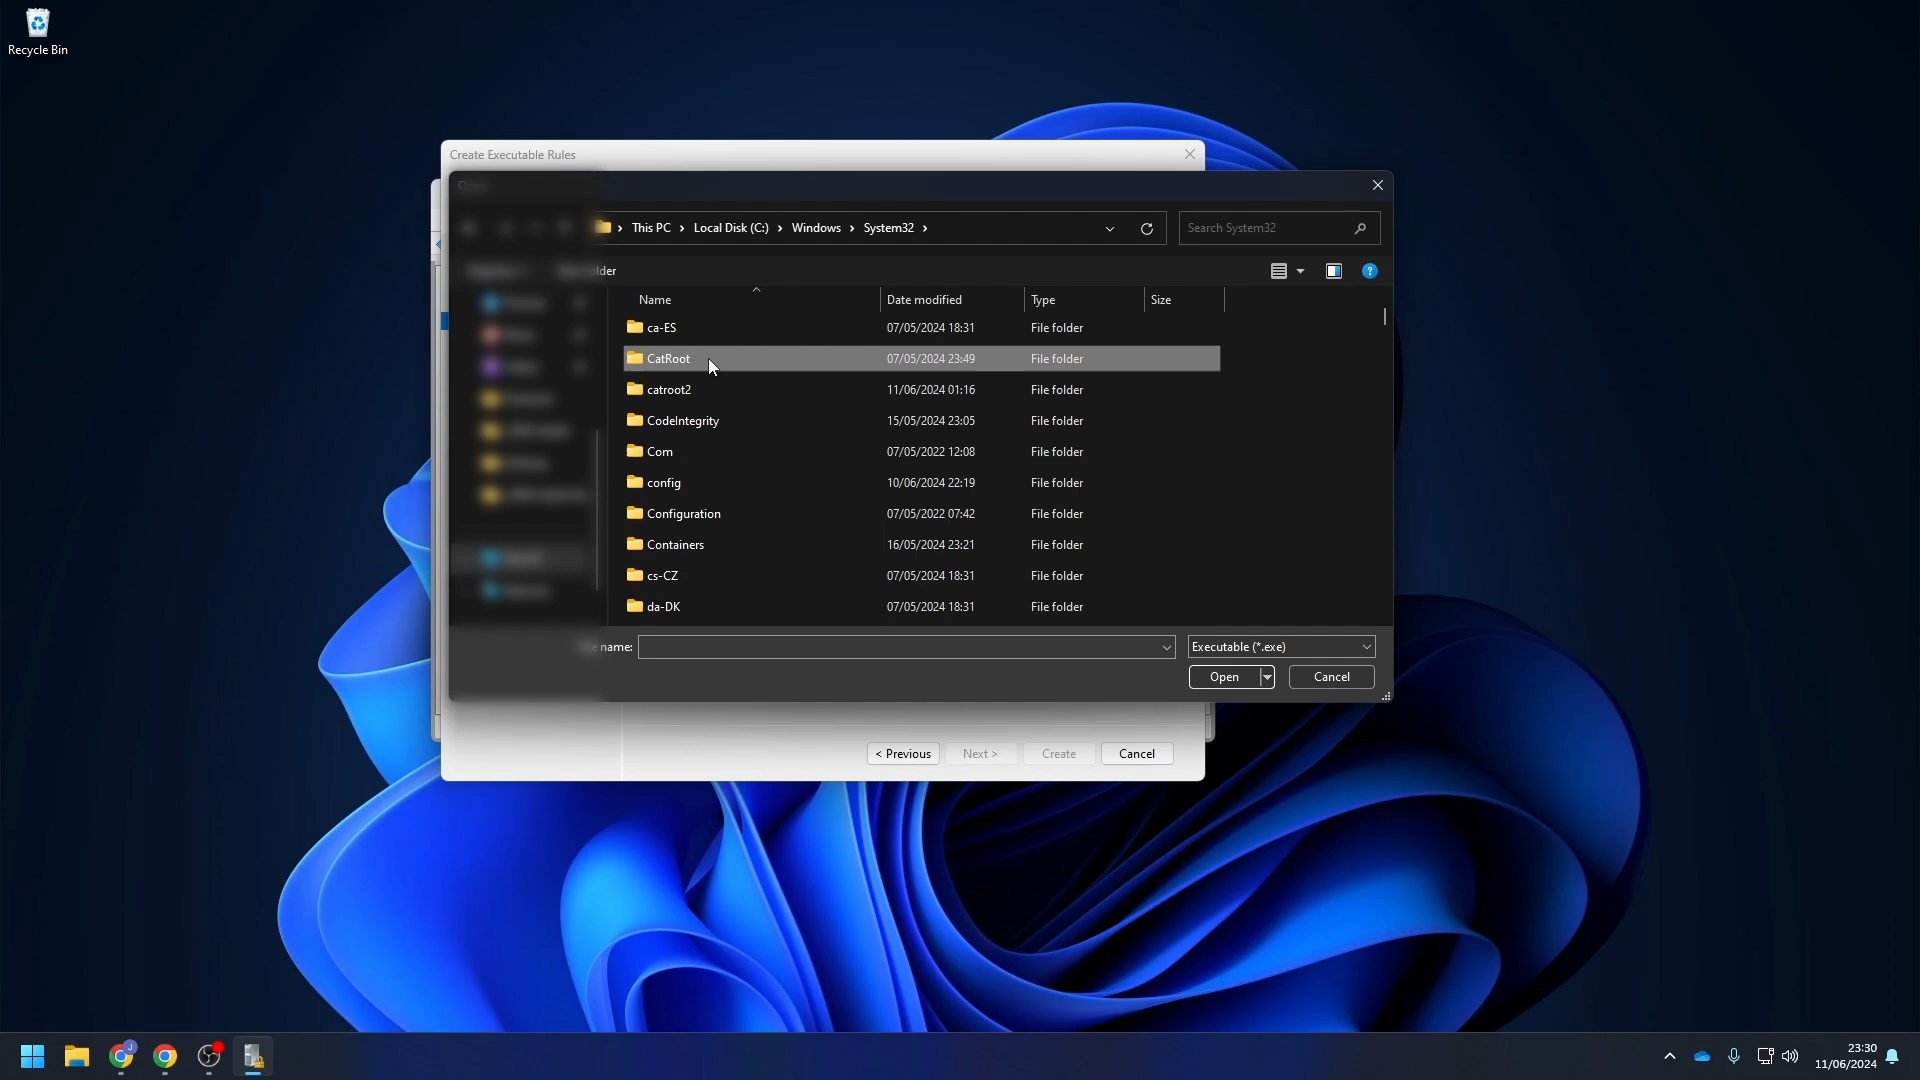 Recycle Bin
Create Executable Rules
This PC
Local Disk (C:)
Windows
System32
Search System32
Name
Date modified
Type
Size
ca-ES 07/05/2024 18:31 File folder
CatRoot 07/05/2024 23:49 File folder
catroot2 11/06/2024 01:16 File folder
CodeIntegrity 15/05/2024 23:05 File folder
Com 07/05/2022 12:08 File folder
config 10/06/2024 22:19 File folder
Configuration 07/05/2022 07:42 File folder
Containers 16/05/2024 23:21 File folder
cs-CZ 07/05/2024 18:31 File folder
da-DK 07/05/2024 18:31 File folder
name:
Executable (*.exe)
Open
Cancel
< Previous
Next >
Create
Cancel
J
23:30
11/06/2024